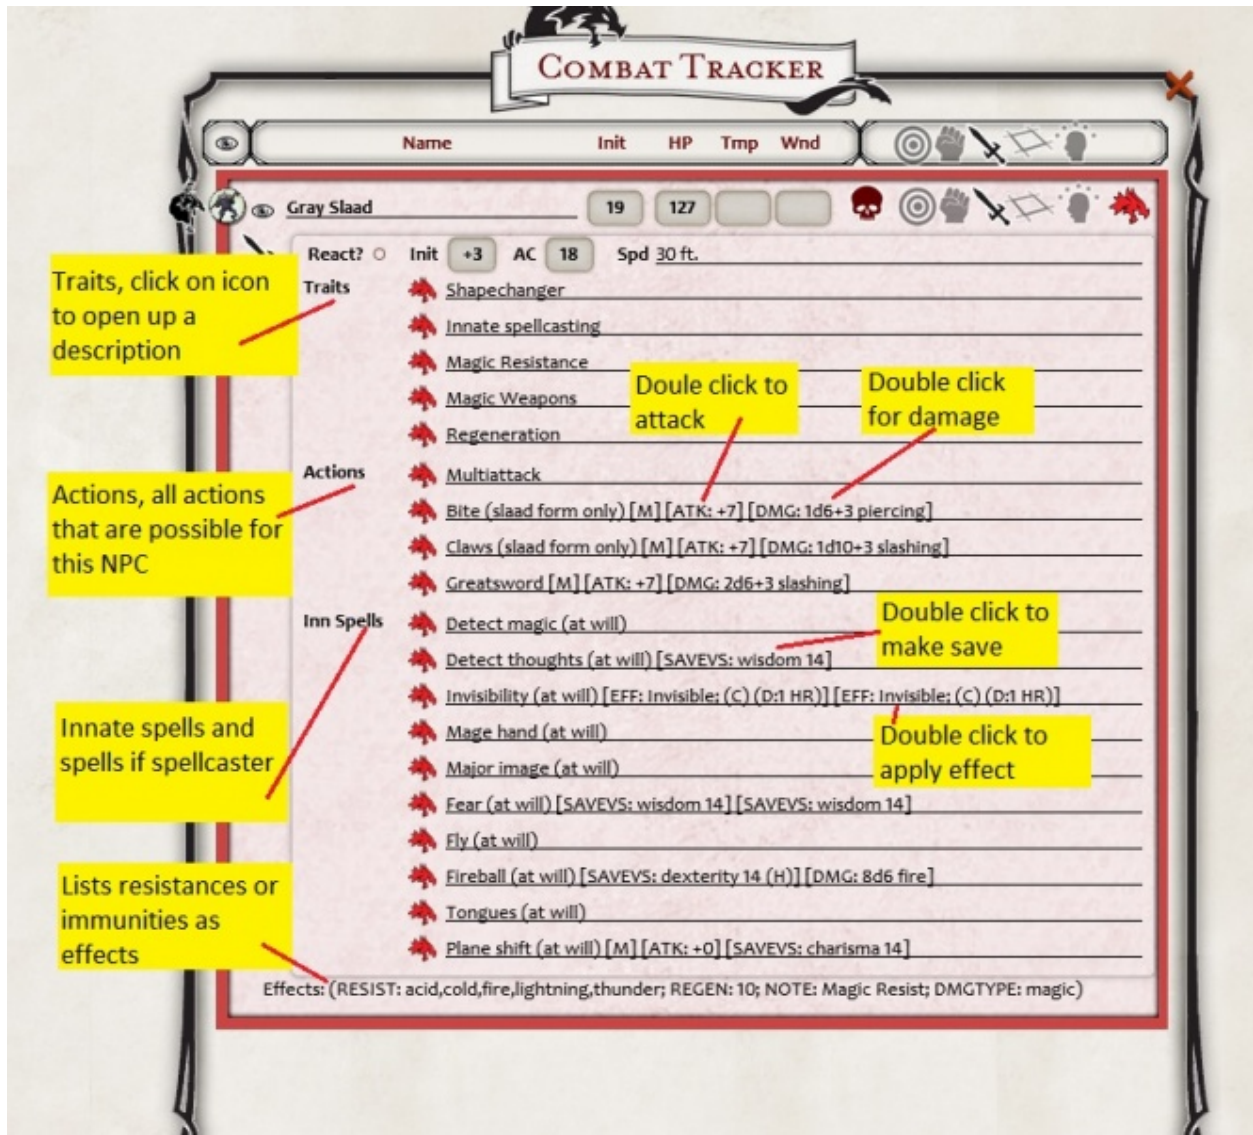 COMBAT TRACKER
Name Init HP Tmp Wnd
Gray Slaad 19 127
React? Init +3 AC 18 Spd 30 ft.
Traits, click on icon
to open up a
description
Traits
Shapechanger
Innate spellcasting
Magic Resistance
Magic Weapons
Regeneration
Doule click to
attack
Double click
for damage
Actions, all actions
that are possible for
this NPC
Actions
Multiattack
Bite (slaad form only) [M] [ATK: +7] [DMG: 1d6+3 piercing]
Claws (slaad form only) [M] [ATK: +7] [DMG: 1d10+3 slashing]
Greatsword [M] [ATK: +7] [DMG: 2d6+3 slashing]
Inn Spells
Detect magic (at will)
Double click to
make save
Detect thoughts (at will) [SAVEVS: wisdom 14]
Invisibility (at will) [EFF: Invisible; (C) (D:1 HR)] [EFF: Invisible; (C) (D:1 HR)]
Innate spells and
spells if spellcaster
Mage hand (at will)
Double click to
apply effect
Major image (at will)
Fear (at will) [SAVEVS: wisdom 14] [SAVEVS: wisdom 14]
Fly (at will)
Lists resistances or
immunities as
effects
Fireball (at will) [SAVEVS: dexterity 14 (H)] [DMG: 8d6 fire]
Tongues (at will)
Plane shift (at will) [M] [ATK: +0] [SAVEVS: charisma 14]
Effects: (RESIST: acid,cold,fire,lightning,thunder; REGEN: 10; NOTE: Magic Resist; DMGTYPE: magic)